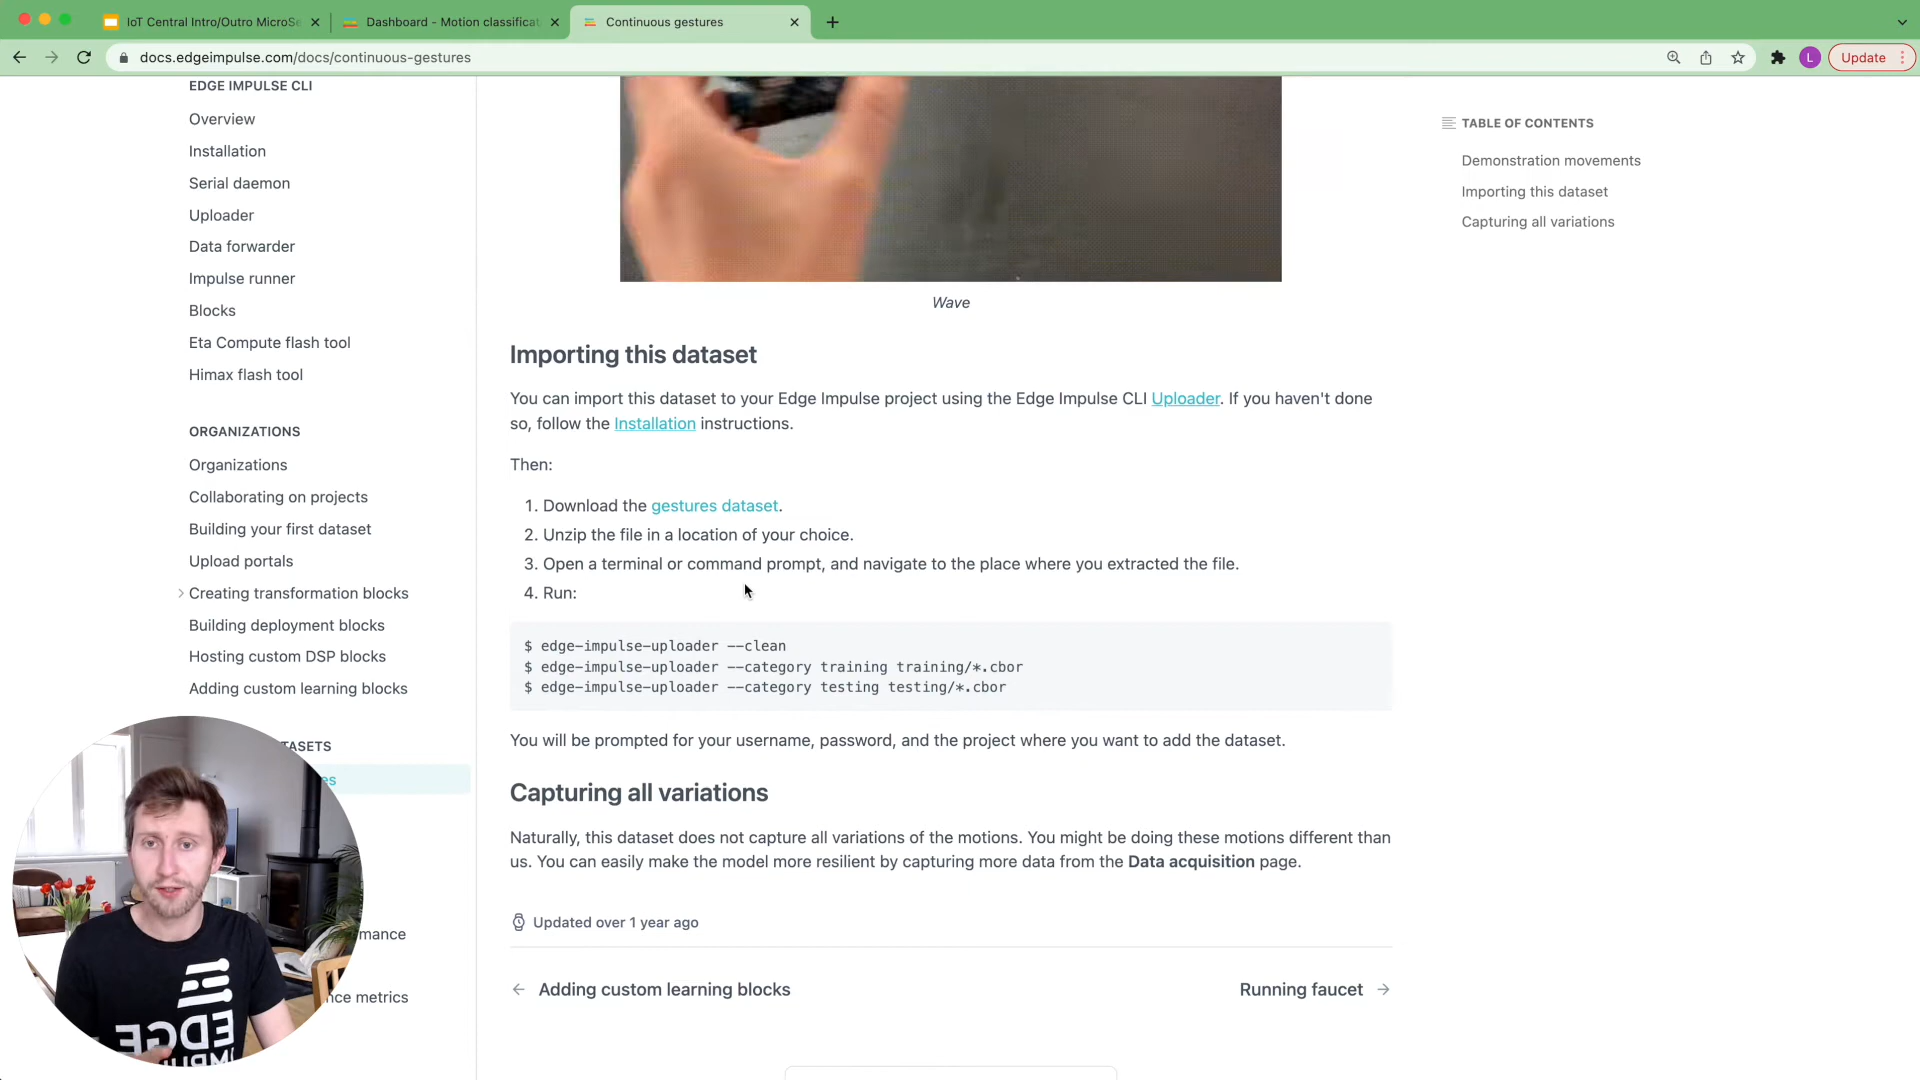 IoT Central Intro/Outro MicroSe
Dashboard - Motion classificat
Continuous gestures
docs.edgeimpulse.com/docs/continuous-gestures
L
Update
EDGE IMPULSE CLI
Overview
Installation
Serial daemon
Uploader
Data forwarder
Impulse runner
Blocks
Eta Compute flash tool
Himax flash tool
ORGANIZATIONS
Organizations
Collaborating on projects
Building your first dataset
Upload portals
Creating transformation blocks
Building deployment blocks
Hosting custom DSP blocks
Adding custom learning blocks
TASETS
es
mance
nce metrics
EDGE
Wave
Importing this dataset
You can import this dataset to your Edge Impulse project using the Edge Impulse CLI Uploader. If you haven't done
so, follow the Installation instructions.
Then:
1. Download the gestures dataset.
2. Unzip the file in a location of your choice.
3. Open a terminal or command prompt, and navigate to the place where you extracted the file.
4. Run:
$ edge-impulse-uploader --clean
$ edge-impulse-uploader --category training training/*.cbor
$ edge-impulse-uploader --category testing testing/*.cbor
You will be prompted for your username, password, and the project where you want to add the dataset.
Capturing all variations
Naturally, this dataset does not capture all variations of the motions. You might be doing these motions different than
us. You can easily make the model more resilient by capturing more data from the Data acquisition page.
Updated over 1 year ago
Adding custom learning blocks
Running faucet
TABLE OF CONTENTS
Demonstration movements
Importing this dataset
Capturing all variations